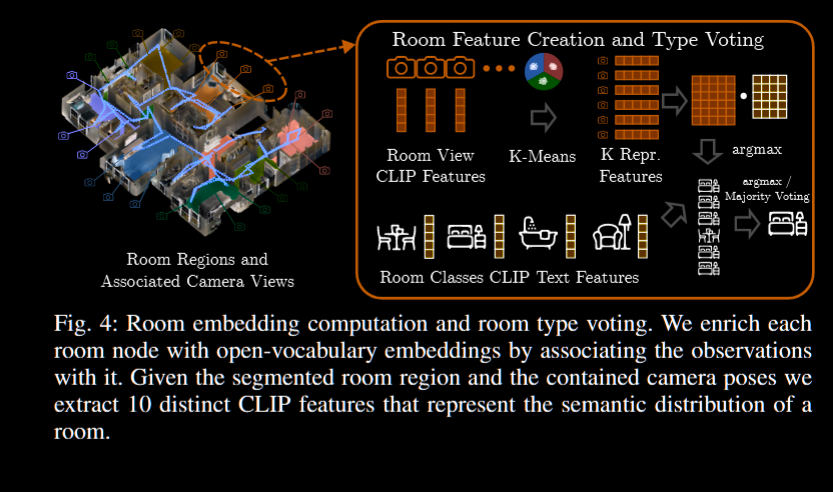 Room Feature Creation and Type Voting
Room View
CLIP Features
K-Means
K Repr.
Features
argmax
argmax /
Majority Voting
Room Classes CLIP Text Features
Room Regions and
Associated Camera Views
Fig. 4: Room embedding computation and room type voting. We enrich each
room node with open-vocabulary embeddings by associating the observations
with it. Given the segmented room region and the contained camera poses we
extract 10 distinct CLIP features that represent the semantic distribution of a
room.